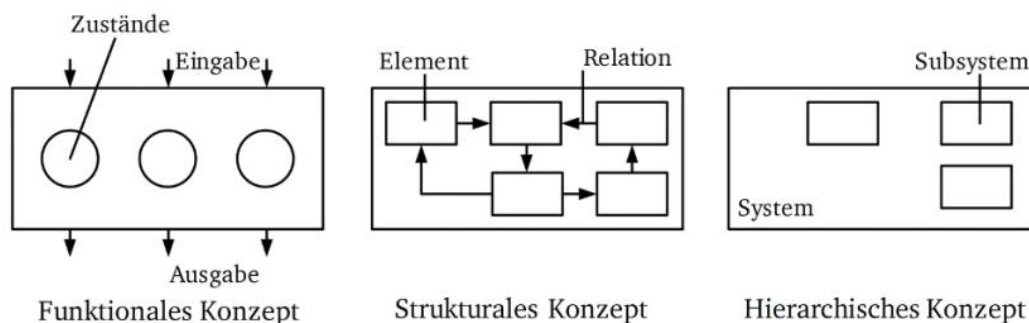 Zustände
Eingabe
Ausgabe
Funktionales Konzept
Element
Relation
Strukturales Konzept
Subsystem
System
Hierarchisches Konzept